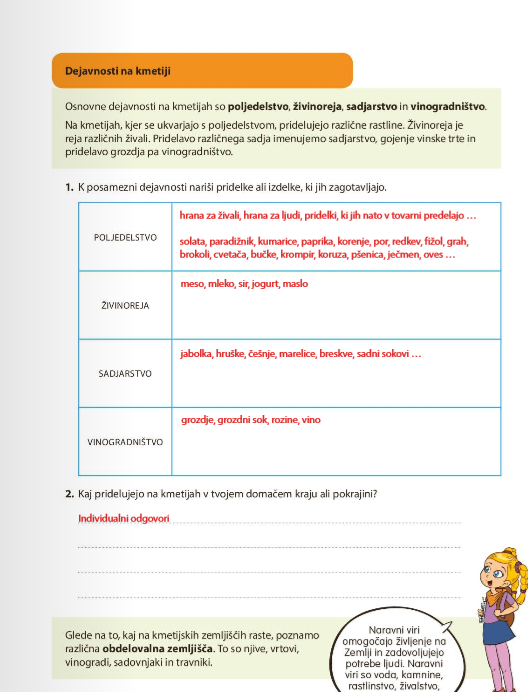 Dejavnosti na kmetiji
Osnovne dejavnosti na kmetijah so poljedelstvo, živinoreja, sadjarstvo in vinogradništvo.
Na kmetijah, kjer se ukvarjajo s poljedelstvom, pridelujejo različne rastline. Živinoreja je
reja različnih živali. Pridelavo različnega sadja imenujemo sadjarstvo, gojenje vinske trte in
pridelavo grozdja pa vinogradništvo.
1. K posamezni dejavnosti nariši pridelke ali izdelke, ki jih zagotavljajo.
POLJEDELSTVO
hrana za živali, hrana za ljudi, pridelki, ki jih nato v tovarni predelajo …
solata, paradižnik, kumarice, paprika, korenje, por, redkev, fižol, grah,
brokoli, cvetača, bučke, krompir, koruza, pšenica, ječmen, oves …
ŽIVINOREJA
meso, mleko, sir, jogurt, maslo
SADJARSTVO
jabolka, hruške, češnje, marelice, breskve, sadni sokovi …
VINOGRADNIŠTVO
grozdje, grozdni sok, rozine, vino
2. Kaj pridelujejo na kmetijah v tvojem domačem kraju ali pokrajini?
Individualni odgovori
Glede na to, kaj na kmetijskih zemljiščih raste, poznamo
različna obdelovalna zemljišča. To so njive, vrtovi,
vinogradi, sadovnjaki in travniki.
Naravni viri
omogočajo življenje na
Zemlji in zadovoljujejo
potrebe ljudi. Naravni
viri so voda, kamnine,
rastlinstvo, živalstvo,